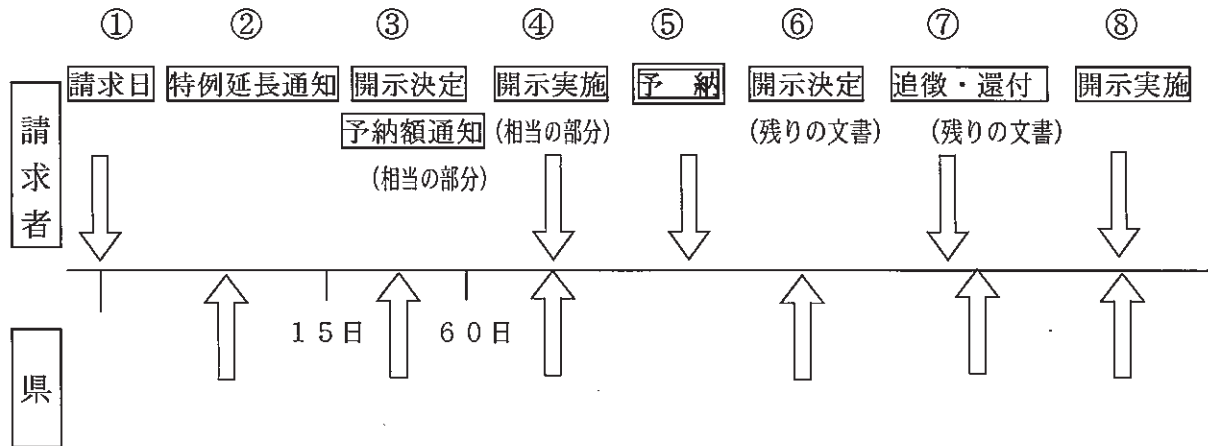 ① ② ③ ④ ⑤ ⑥ ⑦ ⑧
請求日 特例延長通知 開示決定 開示実施 予納 開示決定 追徴・還付 開示実施
予納額通知 (相当の部分) (残りの文書) (残りの文書)
(相当の部分)
請求者
15日 60日
県